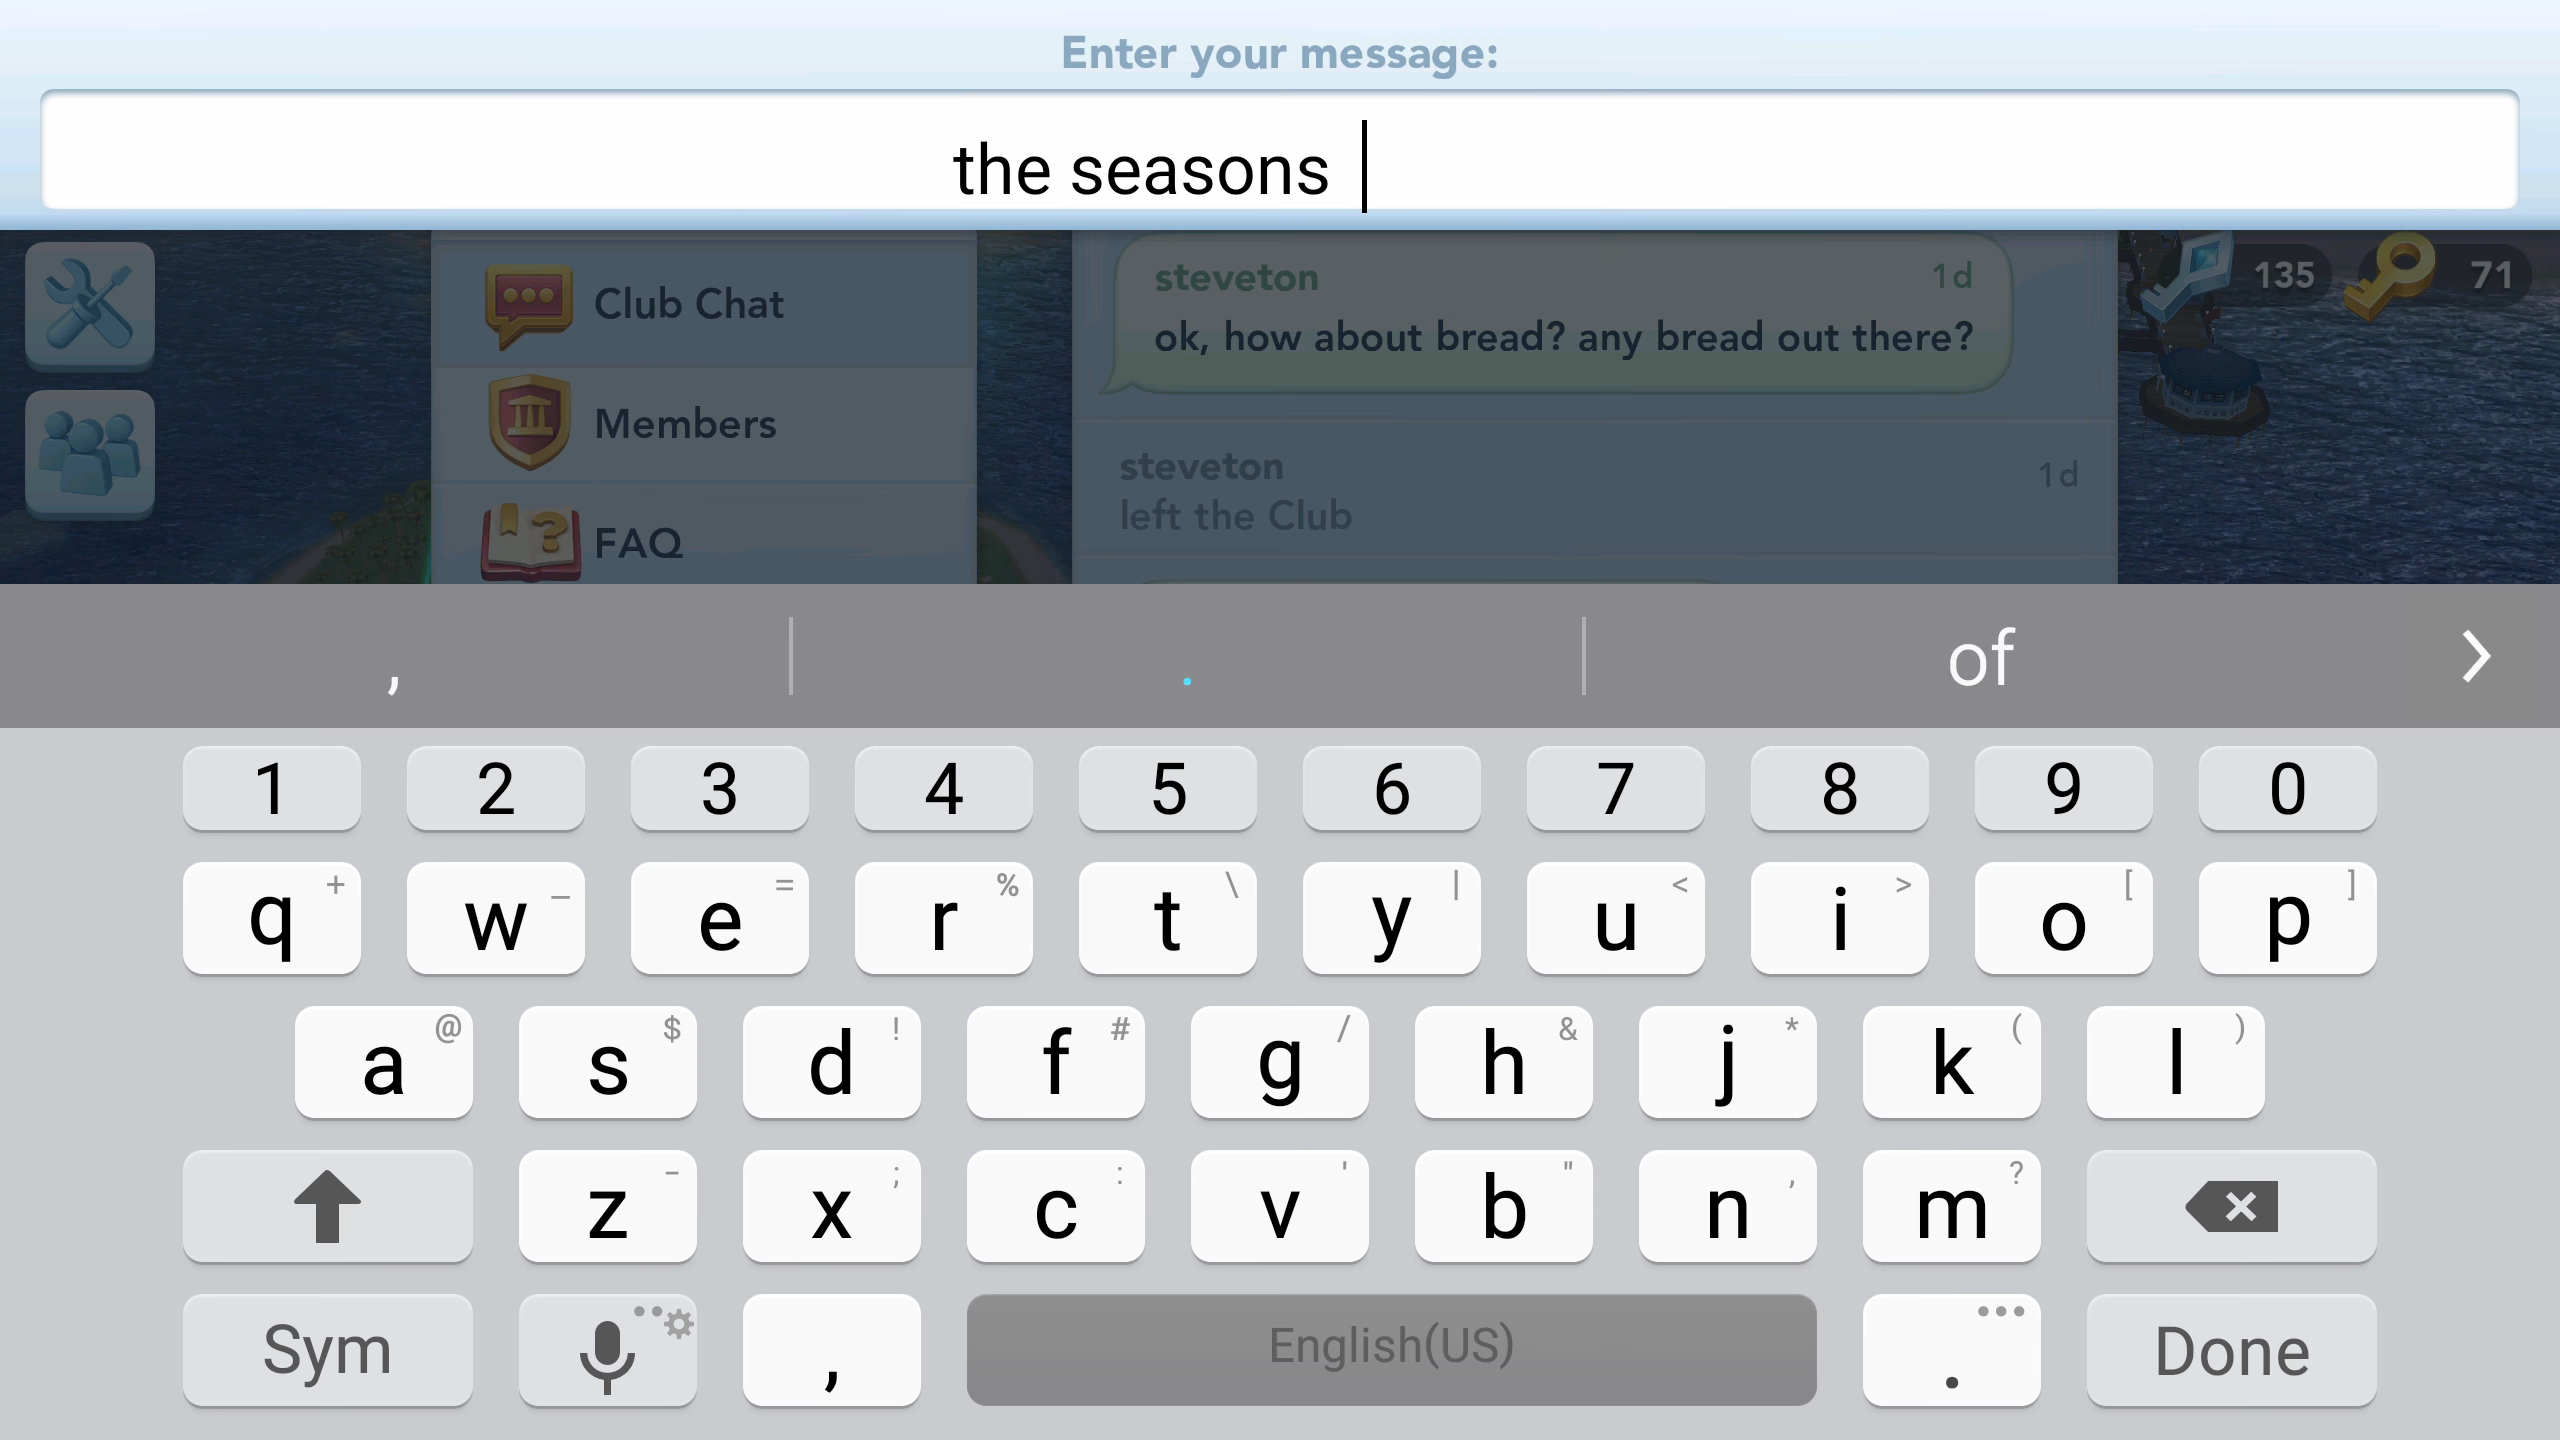 Enter your message:
the seasons
Club Chat
Members
FAQ
steveton 1d
ok, how about bread? any bread out there?
steveton 1d
left the Club
135 71
, . of
1 2 3 4 5 6 7 8 9 0
q + w _ e = r % t \ y | u < i > o [ p ]
a @ s $ d ! f # g / h & j * k ( l )
z - x ; c : v ' b " n , m ?
Sym , English(US) . Done